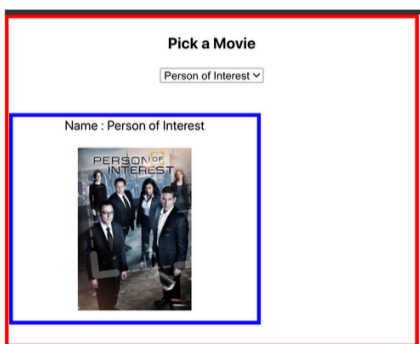 Pick a Movie
Person of Interest
Name : Person of Interest
PERSON OF
INTEREST